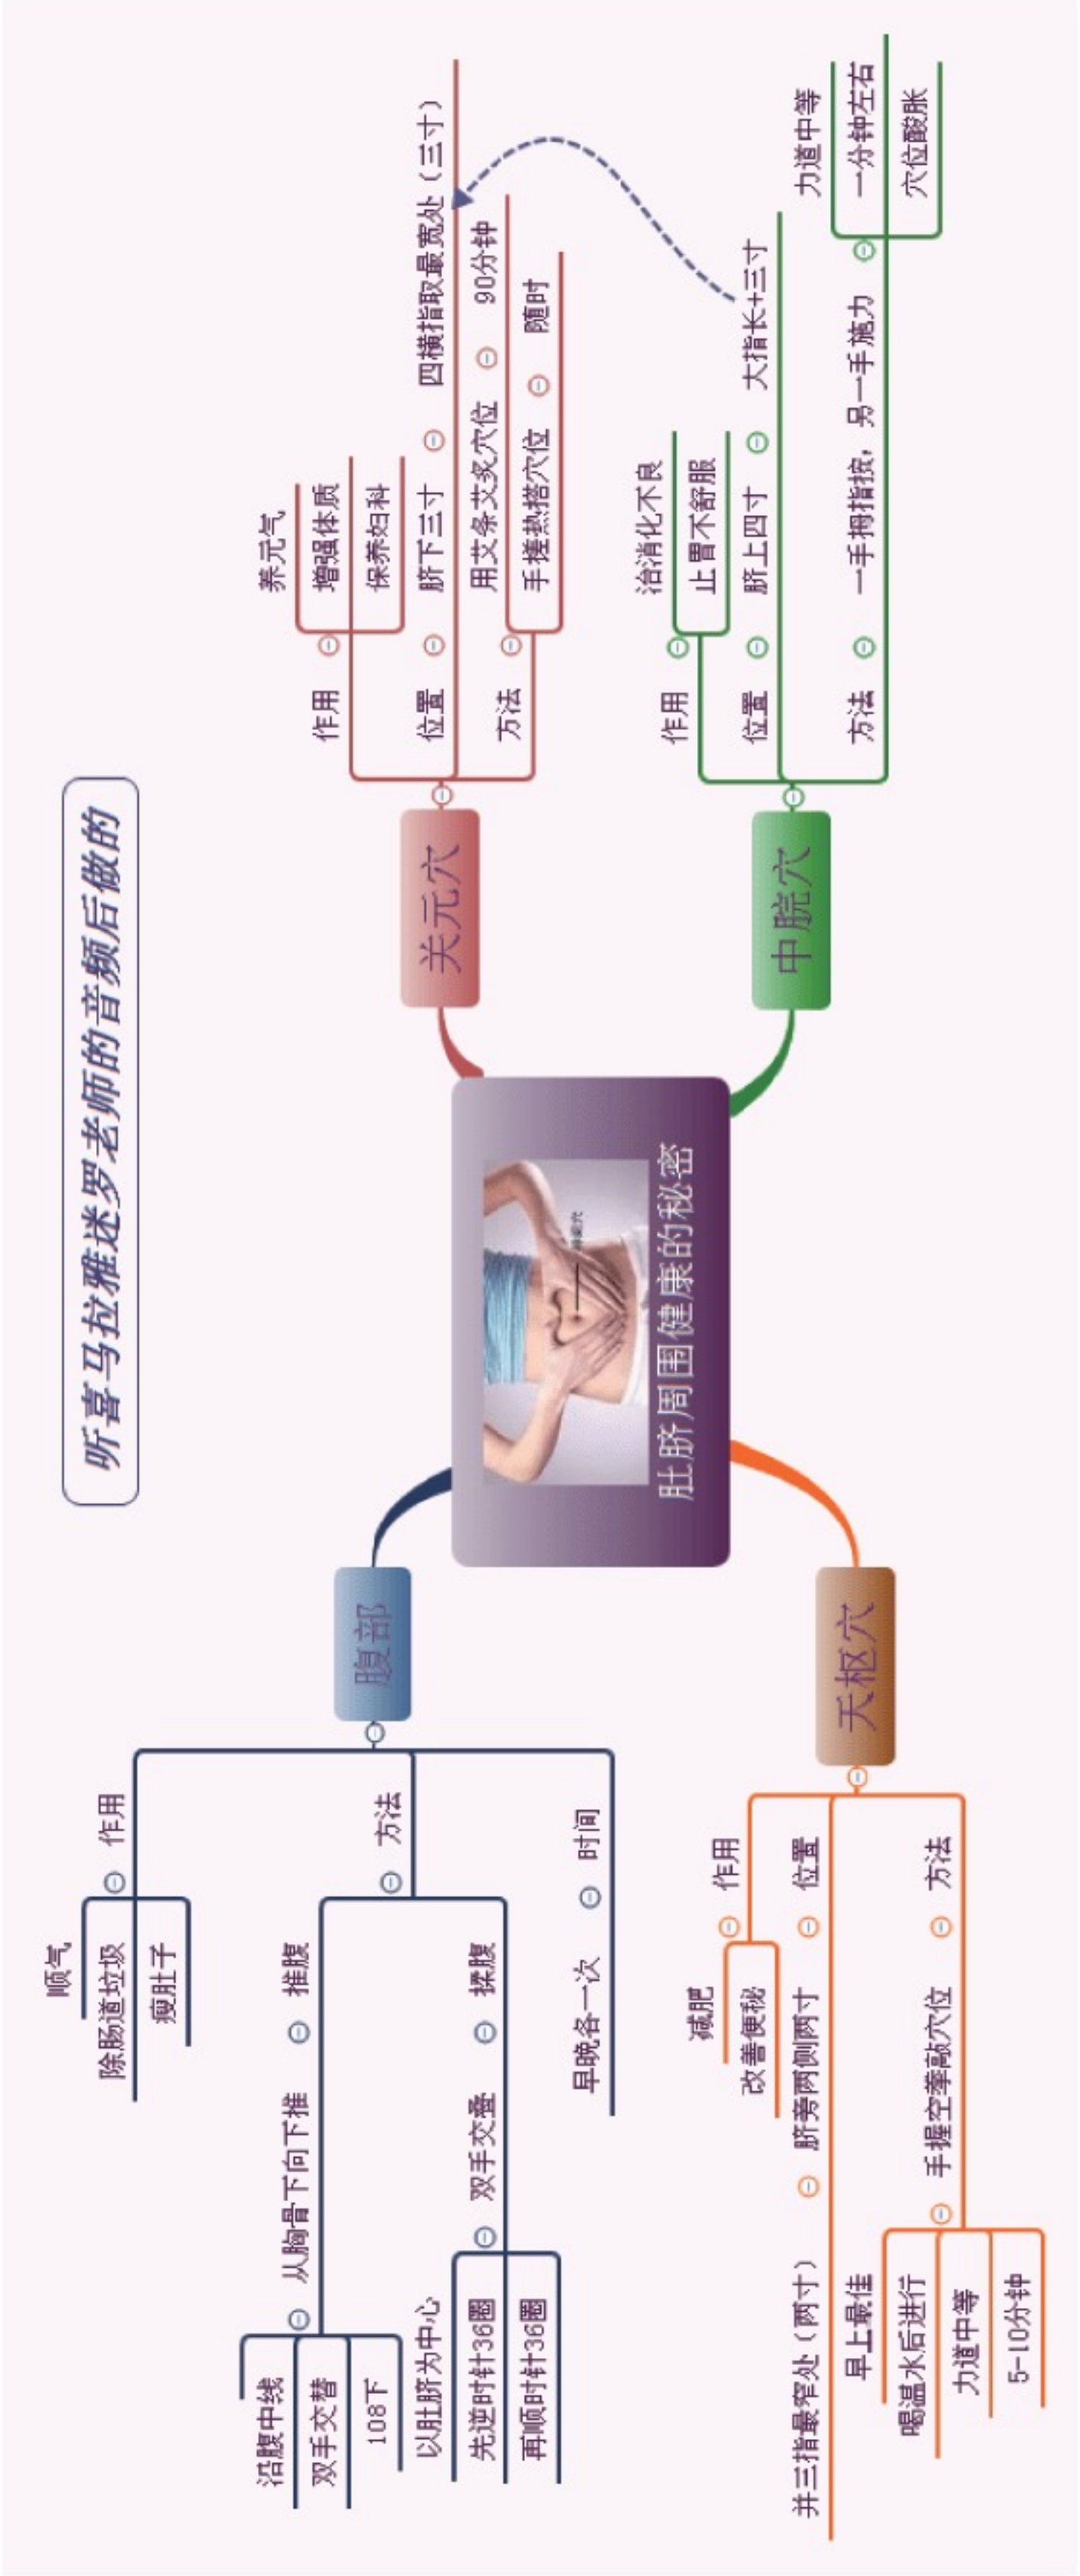 听喜马拉雅迷罗老师的音频后做的
肚脐周围健康的秘密
关元穴
作用
养元气
增强体质
保养妇科
位置
脐下三寸
四横指取最宽处（三寸）
方法
用艾条艾炙穴位
90分钟
手搓热搭穴位
随时
中脘穴
作用
治消化不良
止胃不舒服
位置
脐上四寸
大指长+三寸
方法
一手拇指按，另一手施力
力道中等
一分钟左右
穴位酸胀
腹部
作用
顺气
除肠道垃圾
瘦肚子
方法
推腹
从胸骨下向下推
沿腹中线
双手交替
108下
揉腹
双手交叠
以肚脐为中心
先逆时针36圈
再顺时针36圈
时间
早晚各一次
天枢穴
作用
减肥
改善便秘
位置
脐旁两侧两寸
并三指最窄处（两寸）
方法
手握空拳敲穴位
早上最佳
喝温水后进行
力道中等
5-10分钟